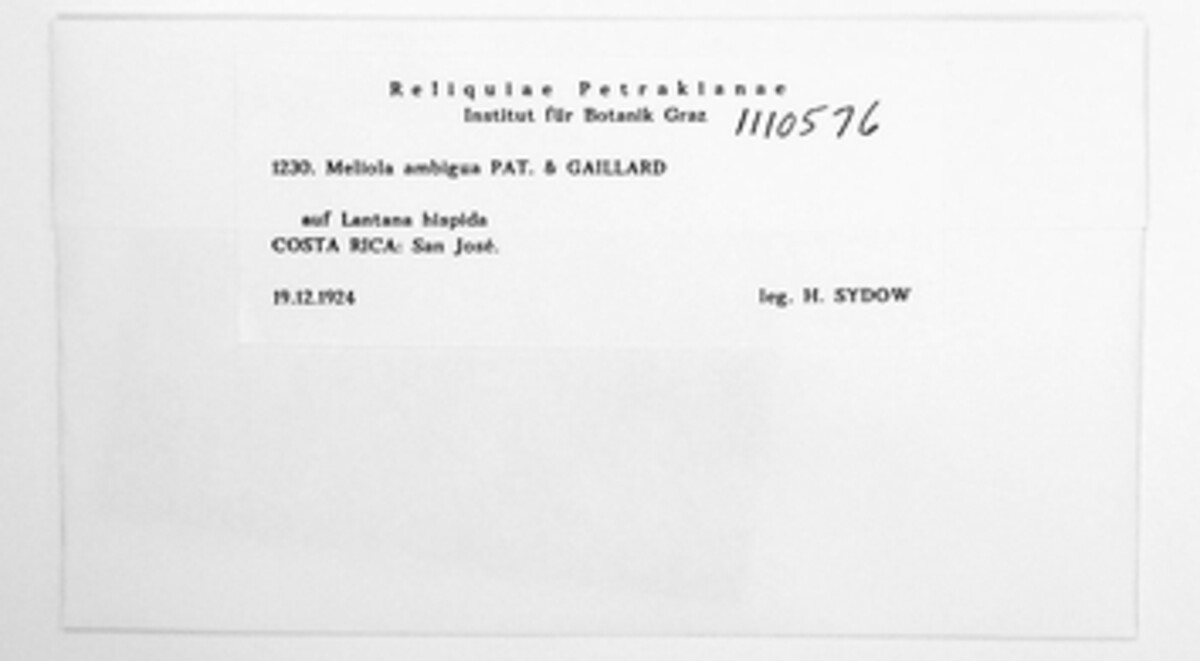 Reliquiae Petrakianae
Institut für Botanik Graz 1110576
1230. Meliola ambigua PAT. & GAILLARD
auf Lantana hispida
COSTA RICA: San José.
19.12.1924 leg. H. SYDOW